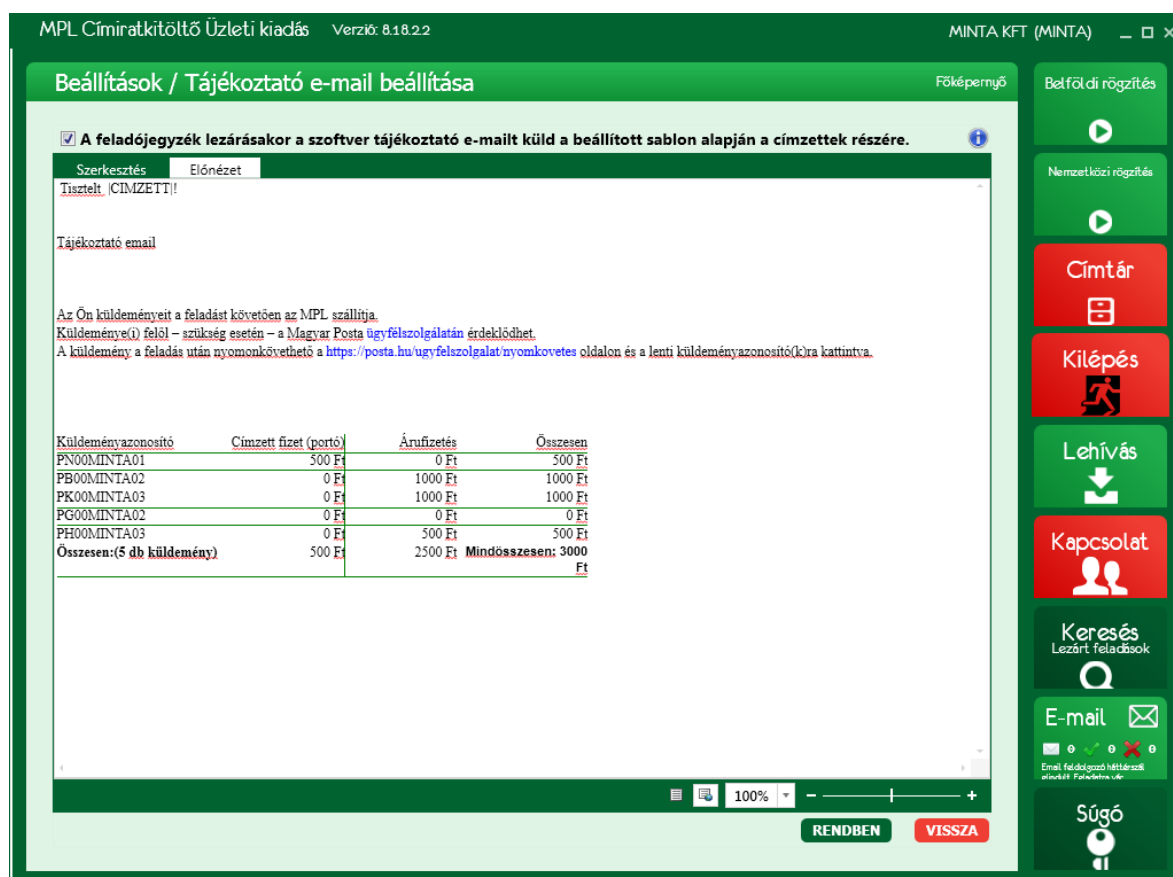 MPL Címiratkitöltő Üzleti kiadás Verzió: 8.18.2.2 MINTA KFT (MINTA)
Beállítások / Tájékoztató e-mail beállítása Főképernyő
A feladójegyzék lezárásakor a szoftver tájékoztató e-mailt küld a beállított sablon alapján a címzettek részére.
Szerkesztés Előnézet
Tisztelt |CIMZETT|!
Tájékoztató email
Az Ön küldeményeit a feladást követően az MPL szállítja.
Küldeménye(i) felől – szükség esetén – a Magyar Posta ügyfélszolgálatán érdeklődhet.
A küldemény a feladás után nyomonkövethető a https://posta.hu/ugyfelszolgalat/nyomkovetes oldalon és a lenti küldeményazonosító(k)ra kattintva.
Küldeményazonosító Címzett fizet (portó) Árufizetés Összesen
PN00MINTA01 500 Ft 0 Ft 500 Ft
PB00MINTA02 0 Ft 1000 Ft 1000 Ft
PK00MINTA03 0 Ft 1000 Ft 1000 Ft
PG00MINTA02 0 Ft 0 Ft 0 Ft
PH00MINTA03 0 Ft 500 Ft 500 Ft
Összesen:(5 db küldemény) 500 Ft 2500 Ft Mindösszesen: 3000
Ft
100%
RENDBEN VISSZA
Belföldi rögzítés
Nemzetközi rögzítés
Címtár
Kilépés
Lehívás
Kapcsolat
Keresés
Lezárt feladások
E-mail
0 0 0
Email feldolgozó háttérszál
elindult. Feladatra vár
Súgó